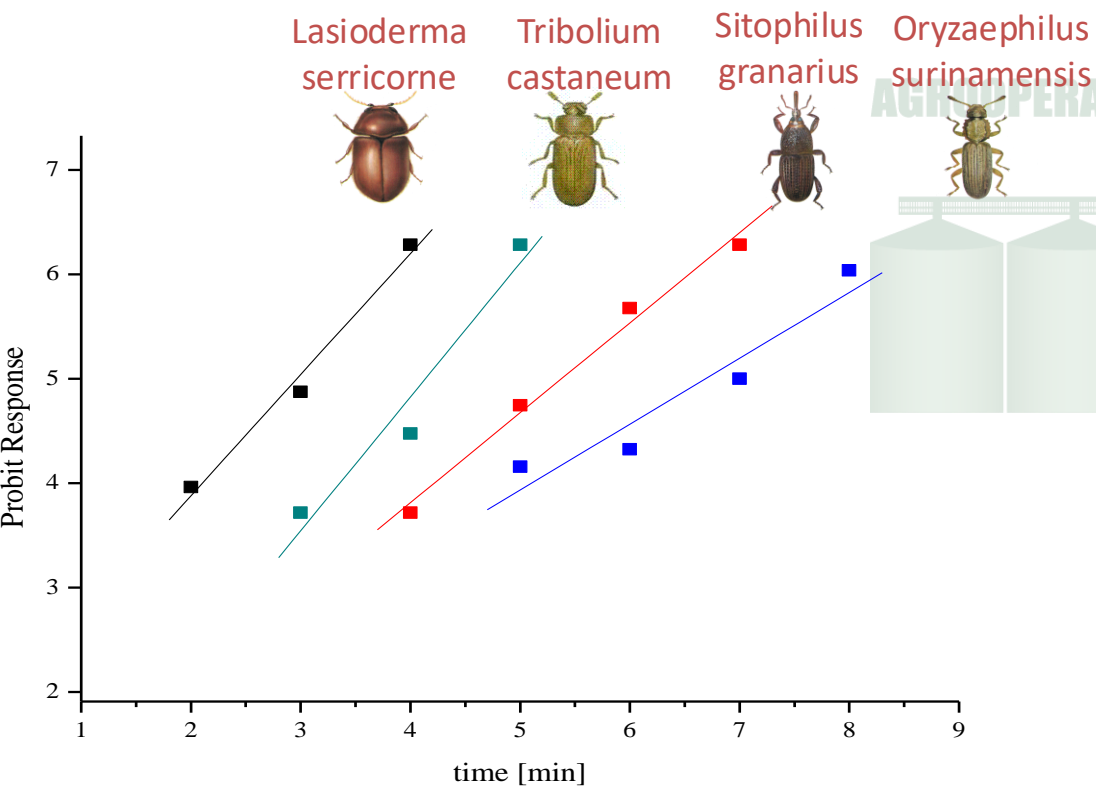 Lasioderma
serricorne
Tribolium
castaneum
Sitophilus
granarius
Oryzaephilus
surinamensis
7
6
5
4
3
2
Probit Response
1 2 3 4 5 6 7 8 9
time [min]